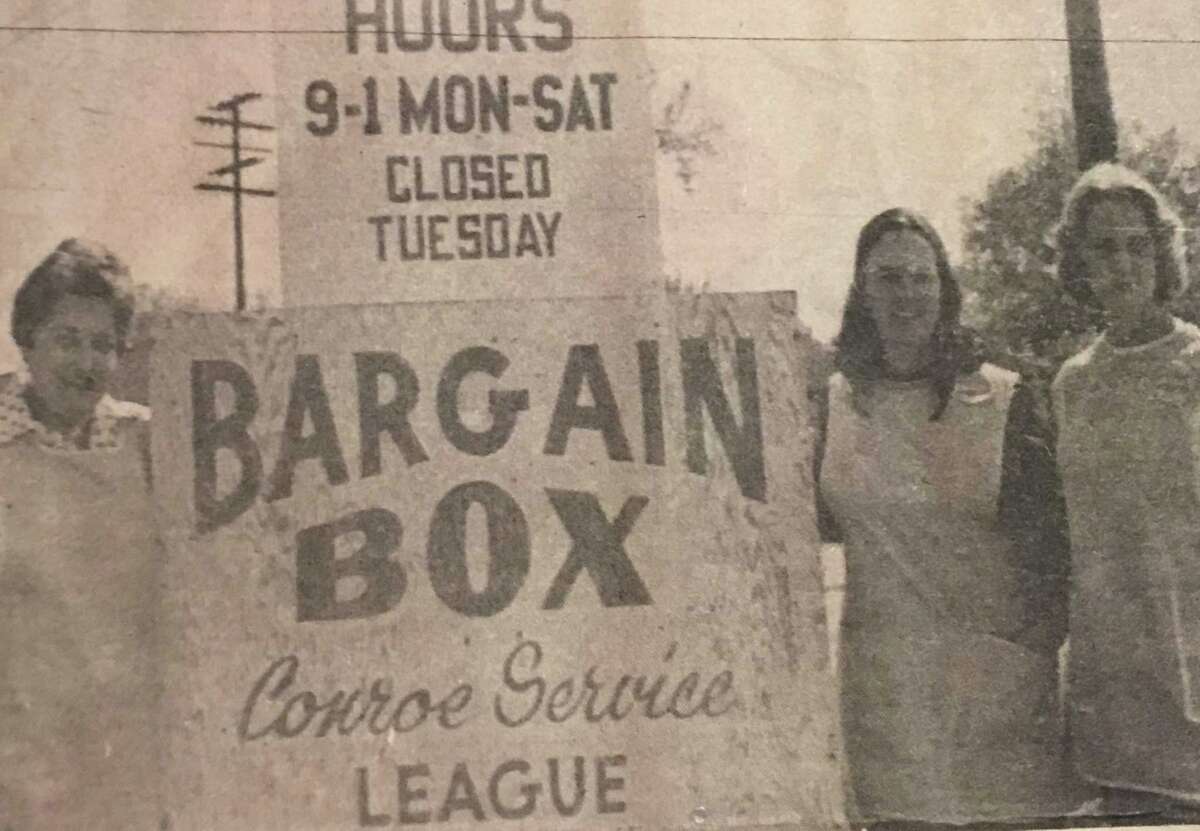 HOURS
9-1 MON-SAT
CLOSED
TUESDAY
BARGAIN
BOX
Conroe Service
LEAGUE